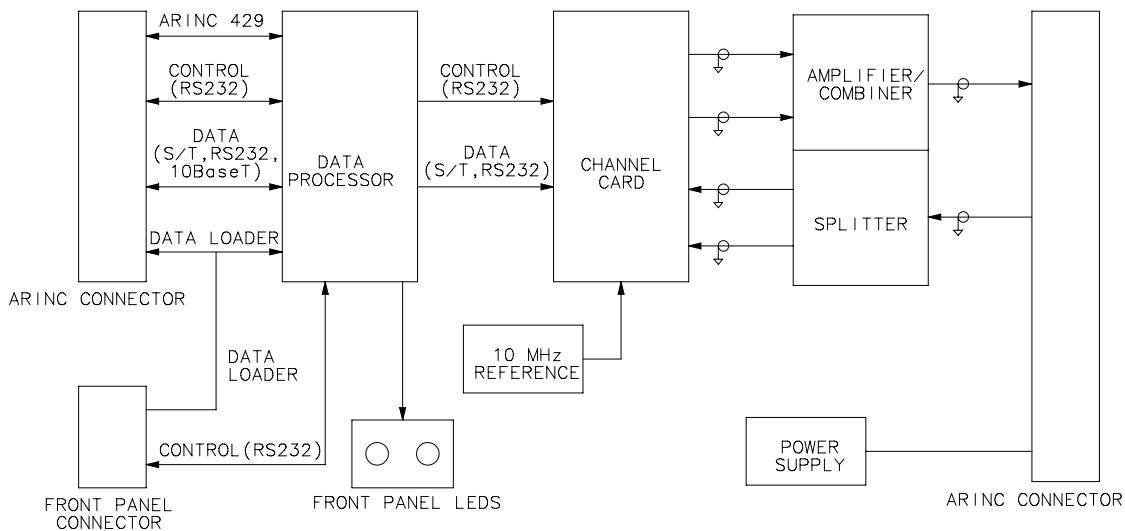 ARINC 429
CONTROL
(RS232)
DATA
(S/T,RS232,
10BaseT)
DATA LOADER
ARINC CONNECTOR
DATA
PROCESSOR
CONTROL
(RS232)
DATA
(S/T,RS232)
CHANNEL
CARD
AMPLIFIER/
COMBINER
SPLITTER
DATA
LOADER
10 MHz
REFERENCE
CONTROL(RS232)
FRONT PANEL
CONNECTOR
FRONT PANEL LEDS
POWER
SUPPLY
ARINC CONNECTOR